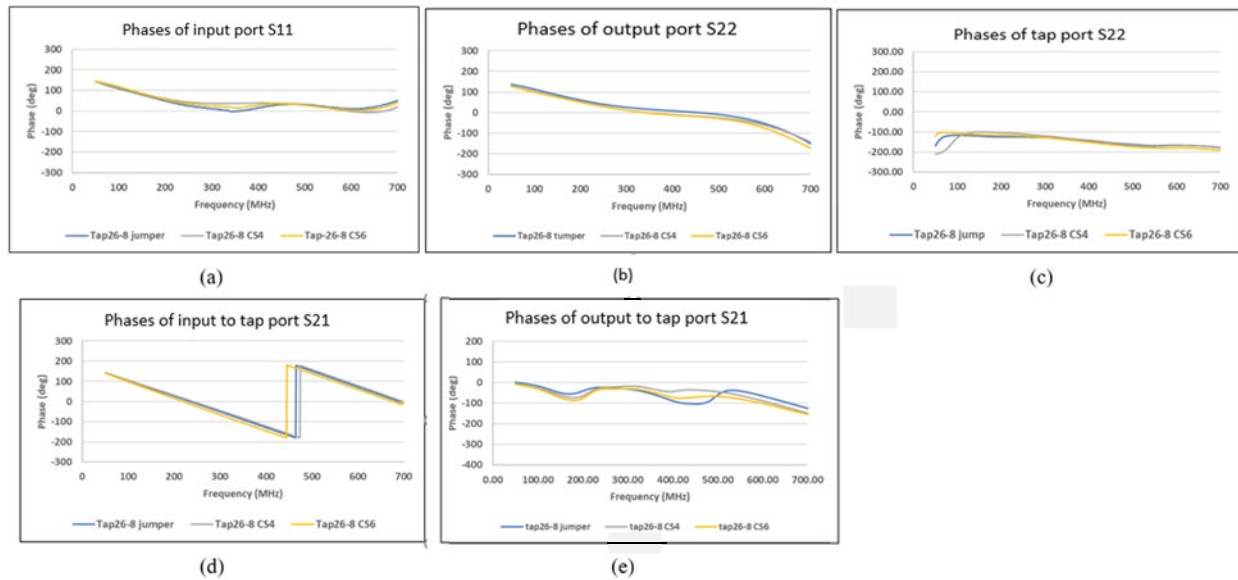 Phases of input port S11
300
200
100
0
-100
-200
-300
Phase (deg)
0 100 200 300 400 500 600 700
Frequency (MHz)
Tap26-8 jumper Tap26-8 CS4 Tap-26-8 CS6
(a)
Phases of output port S22
300
200
100
0
-100
-200
-300
Phase (deg)
0 100 200 300 400 500 600 700
Frequeny (MHz)
Tap26-8 tumper Tap26-8 CS4 Tap26-8 CS6
(b)
Phases of tap port S22
300.00
200.00
100.00
0.00
-100.00
-200.00
-300.00
Phase (deg)
0 100 200 300 400 500 600 700
Frequency (MHz)
Tap26-8 jump Tap26-8 CS4 Tap26-8 CS6
(c)
Phases of input to tap port S21
300
200
100
0
-100
-200
-300
Phase (deg)
0 100 200 300 400 500 600 700
Frequency (MHz)
Tap26-8 jumper Tap26-8 CS4 Tap26-8 CS6
(d)
Phases of output to tap port S21
200
100
0
-100
-200
-300
-400
Phase (deg)
0.00 100.00 200.00 300.00 400.00 500.00 600.00 700.00
Frequency (MHz)
tap26-8 jumper tap26-8 CS4 tap26-8 CS6
(e)